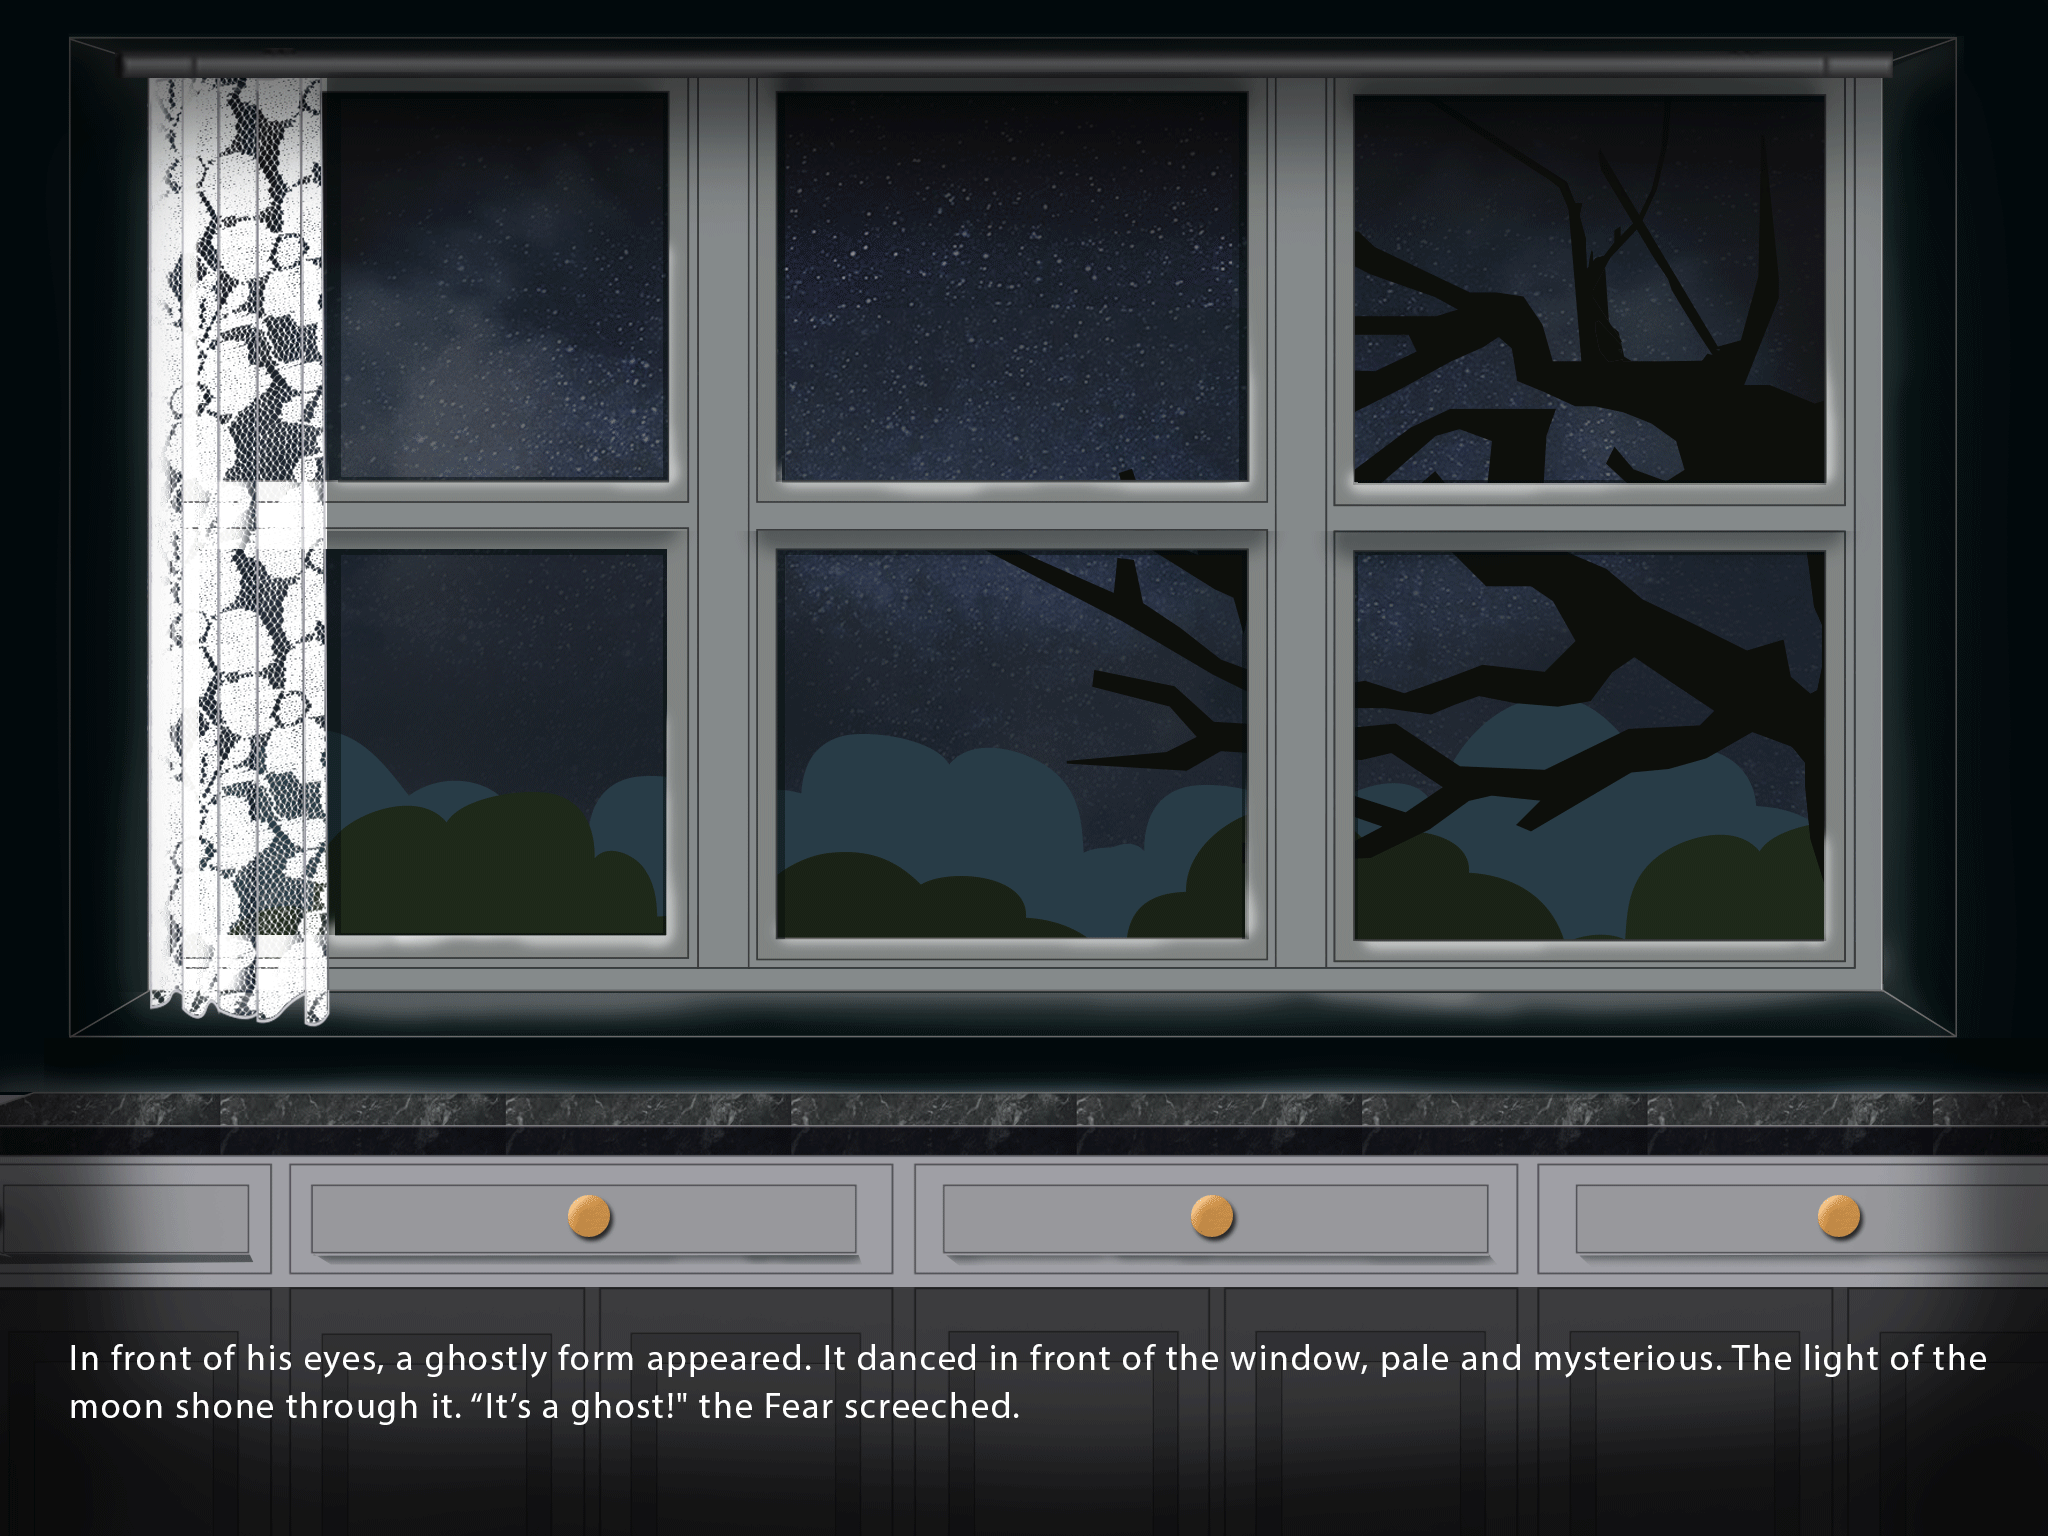 In front of his eyes, a ghostly form appeared. It danced in front of the window, pale and mysterious. The light of the
moon shone through it. “It’s a ghost!" the Fear screeched.